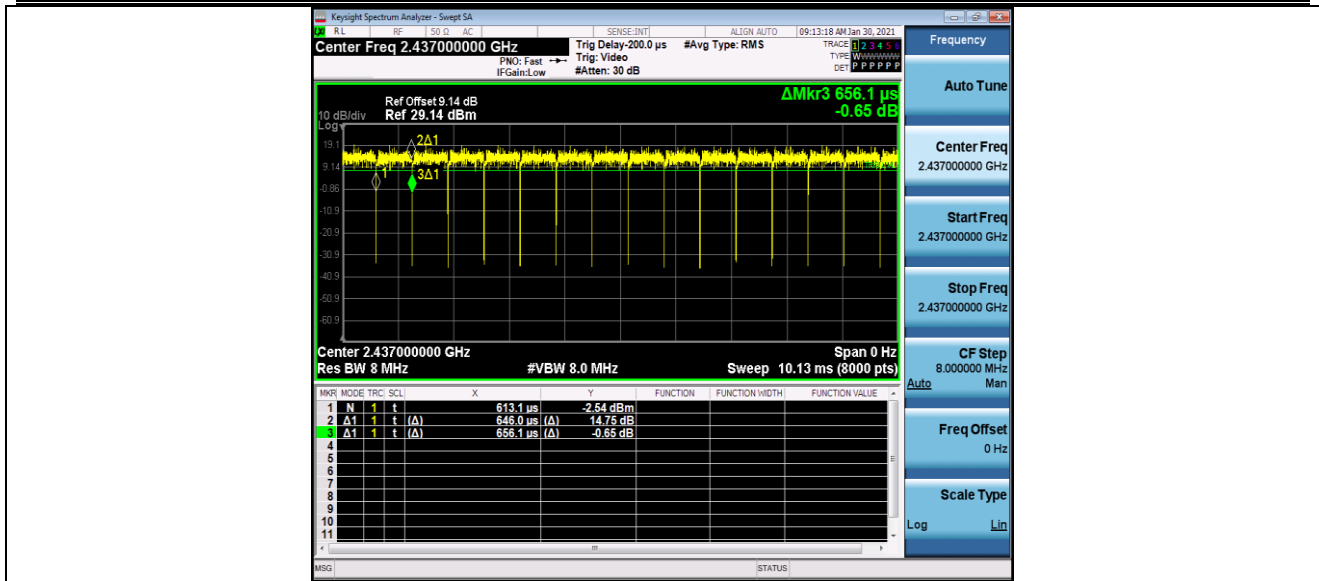 Keysight Spectrum Analyzer - Swept SA
RL RF 50 Ω AC SENSE:INT ALIGN AUTO 09:13:18 AM Jan 30, 2021
Center Freq 2.437000000 GHz
PNO: Fast
IFGain:Low
Trig Delay-200.0 µs
Trig: Video
#Atten: 30 dB
#Avg Type: RMS
TRACE 1 2 3 4 5 6
TYPE WWWWWW
DET P P P P P P
ΔMkr3 656.1 µs
-0.65 dB
Ref Offset 9.14 dB
10 dB/div Ref 29.14 dBm
Log
19.1
9.14
-0.86
-10.9
-20.9
-30.9
-40.9
-50.9
-60.9
2Δ1
1
3Δ1
Center 2.437000000 GHz Span 0 Hz
Res BW 8 MHz #VBW 8.0 MHz Sweep 10.13 ms (8000 pts)
MKR MODE TRC SCL X Y FUNCTION FUNCTION WIDTH FUNCTION VALUE
1 N 1 t 613.1 µs -2.54 dBm
2 Δ1 1 t (Δ) 646.0 µs (Δ) 14.75 dB
3 Δ1 1 t (Δ) 656.1 µs (Δ) -0.65 dB
4
5
6
7
8
9
10
11
MSG STATUS
Frequency
Auto Tune
Center Freq
2.437000000 GHz
Start Freq
2.437000000 GHz
Stop Freq
2.437000000 GHz
CF Step
8.000000 MHz
Auto Man
Freq Offset
0 Hz
Scale Type
Log Lin